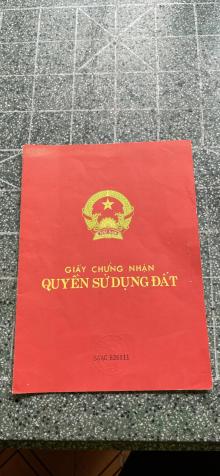 GIẤY CHỨNG NHẬN
QUYỀN SỬ DỤNG ĐẤT